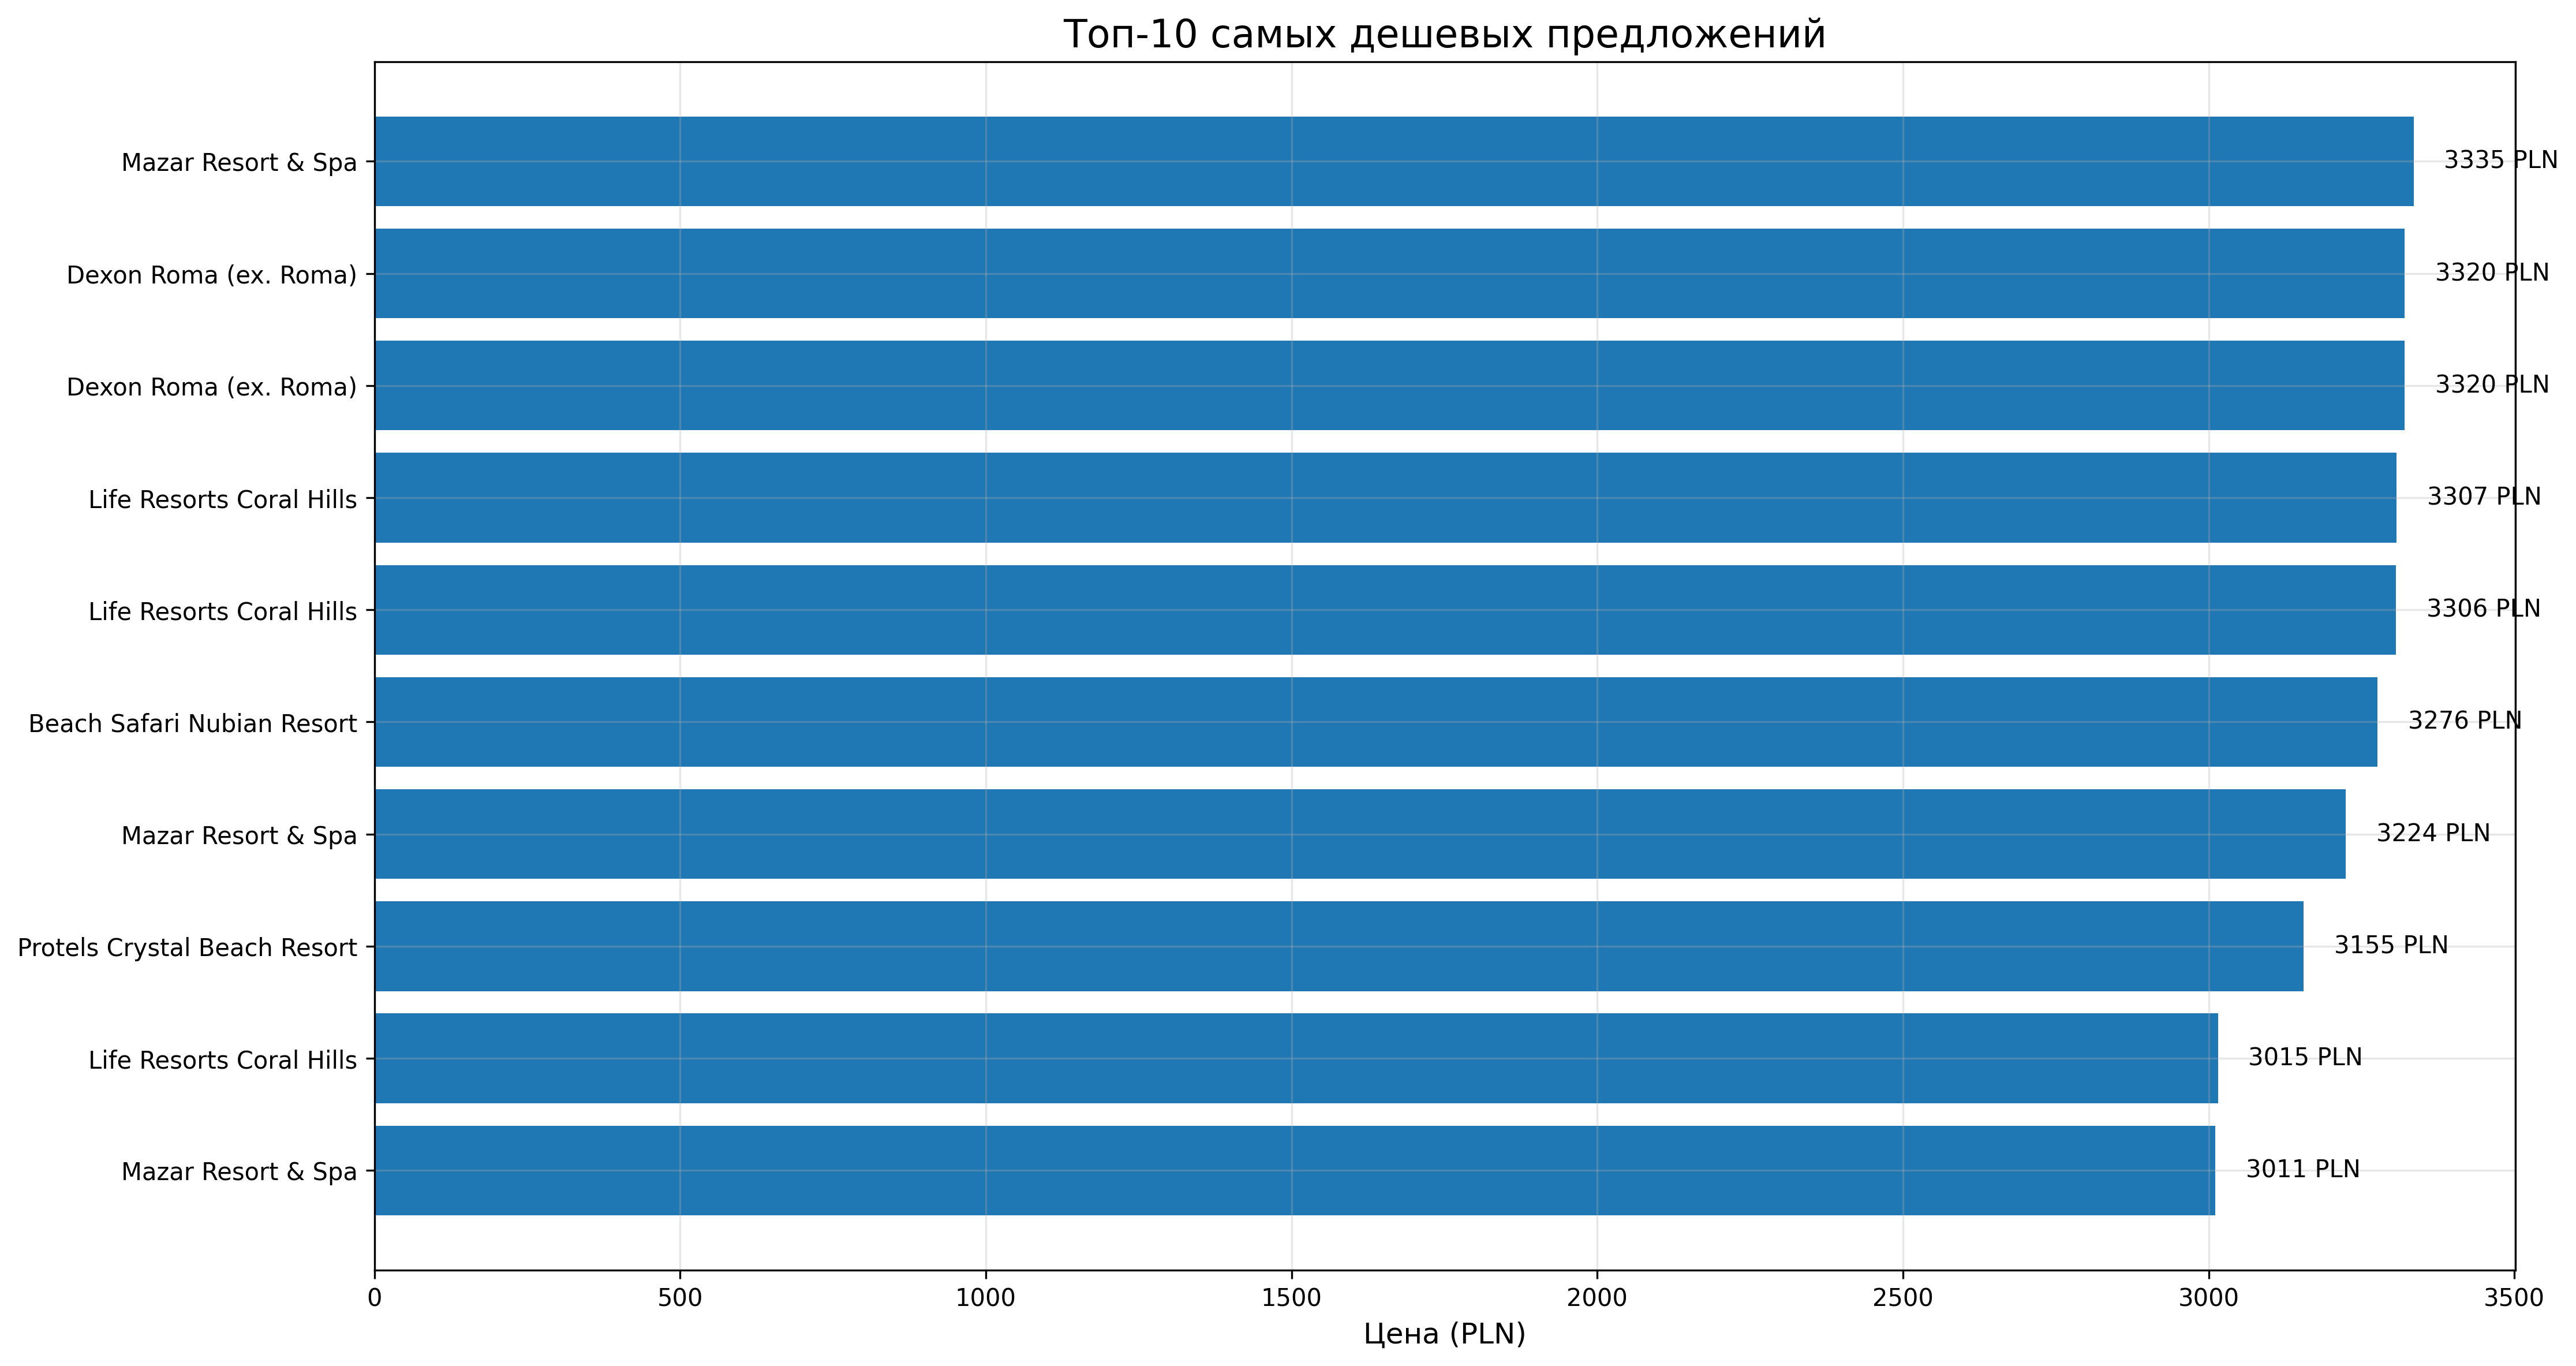 Топ-10 самых дешевых предложений
Mazar Resort & Spa 3335 PLN
Dexon Roma (ex. Roma) 3320 PLN
Dexon Roma (ex. Roma) 3320 PLN
Life Resorts Coral Hills 3307 PLN
Life Resorts Coral Hills 3306 PLN
Beach Safari Nubian Resort 3276 PLN
Mazar Resort & Spa 3224 PLN
Protels Crystal Beach Resort 3155 PLN
Life Resorts Coral Hills 3015 PLN
Mazar Resort & Spa 3011 PLN
0 500 1000 1500 2000 2500 3000 3500
Цена (PLN)